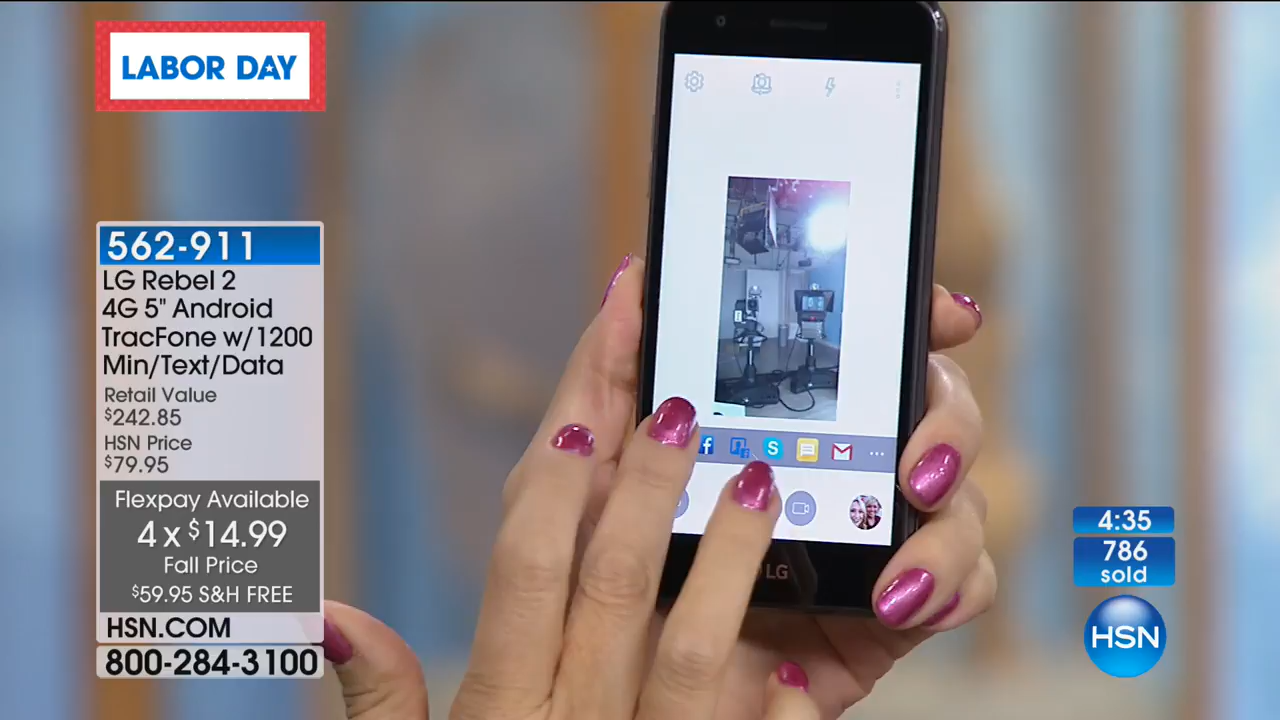 LABOR DAY
562-911
LG Rebel 2
4G 5" Android
TracFone w/1200
Min/Text/Data
Retail Value
$242.85
HSN Price
$79.95
Flexpay Available
4 x $14.99
Fall Price
$59.95 S&H FREE
HSN.COM
800-284-3100
LG
4:35
786
sold
HSN